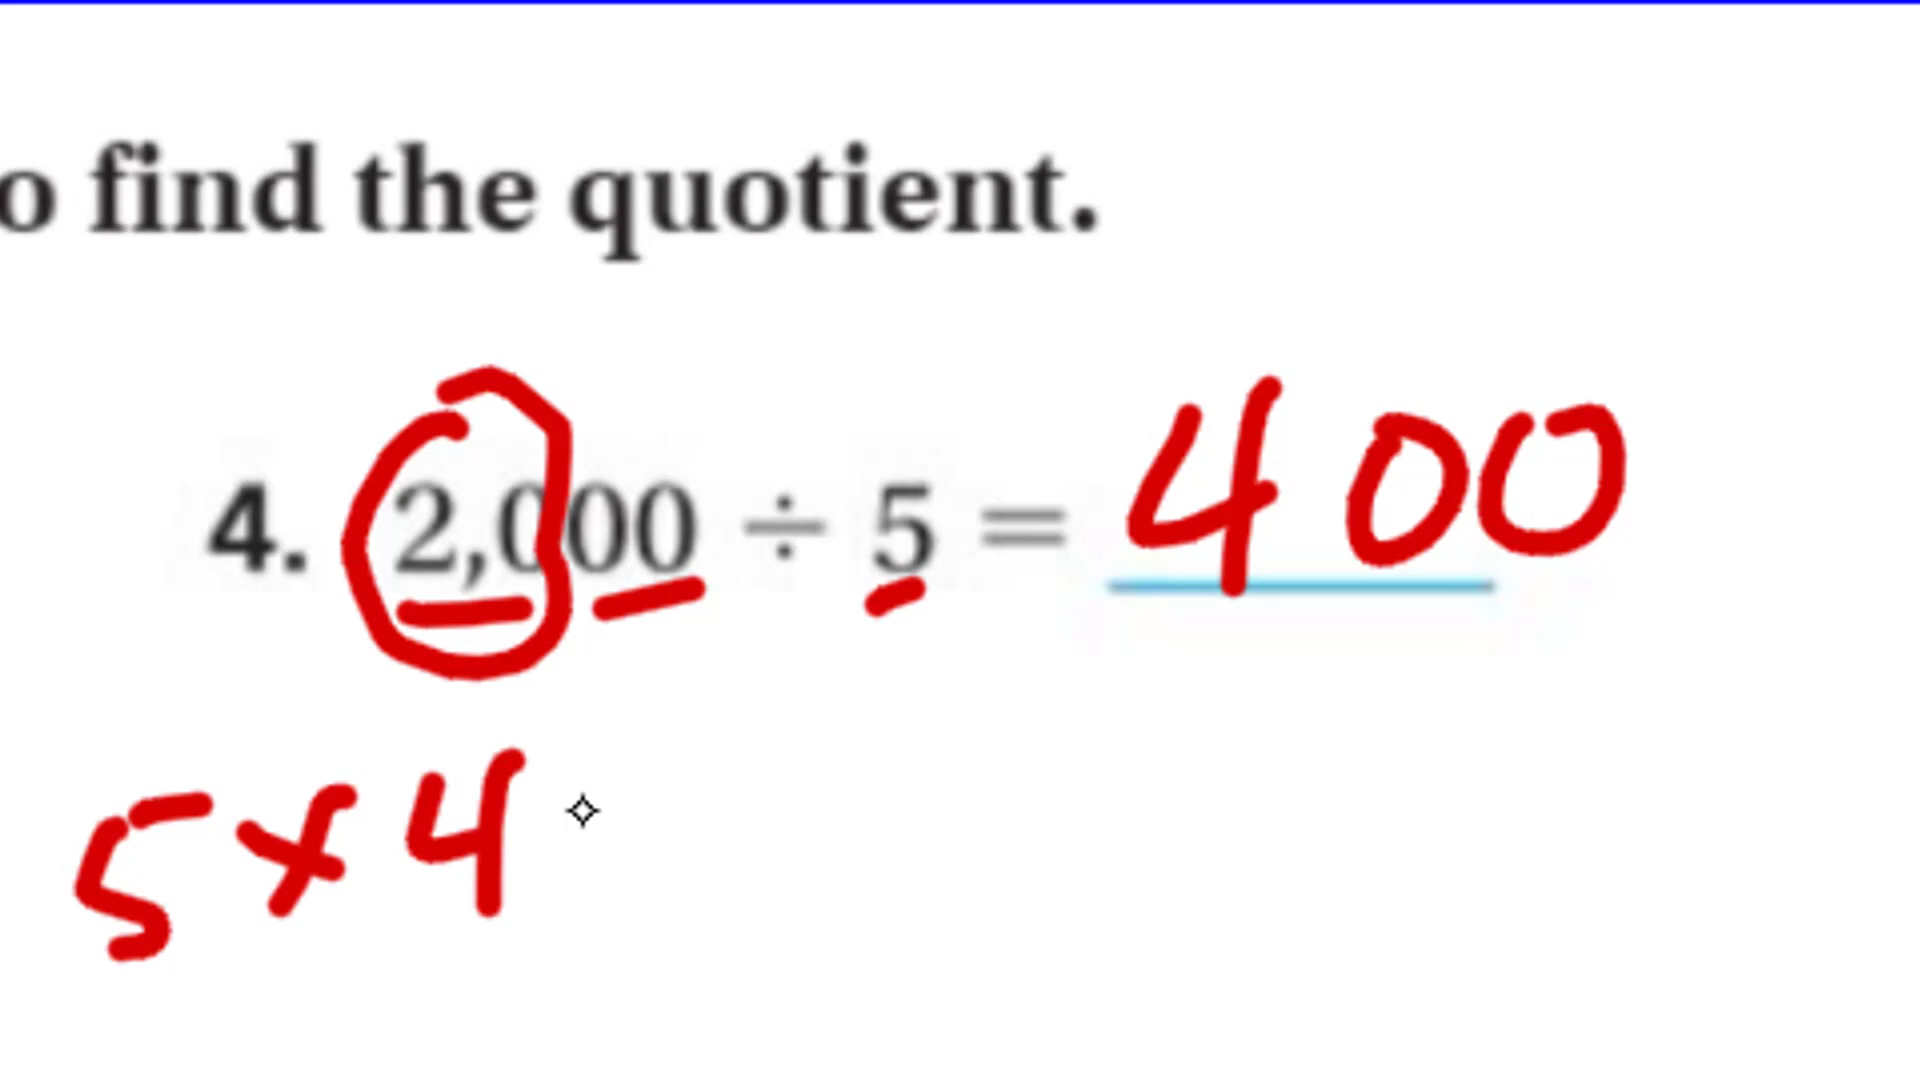 o find the quotient.
4. 2,000 ÷ 5 = 400
5 × 4